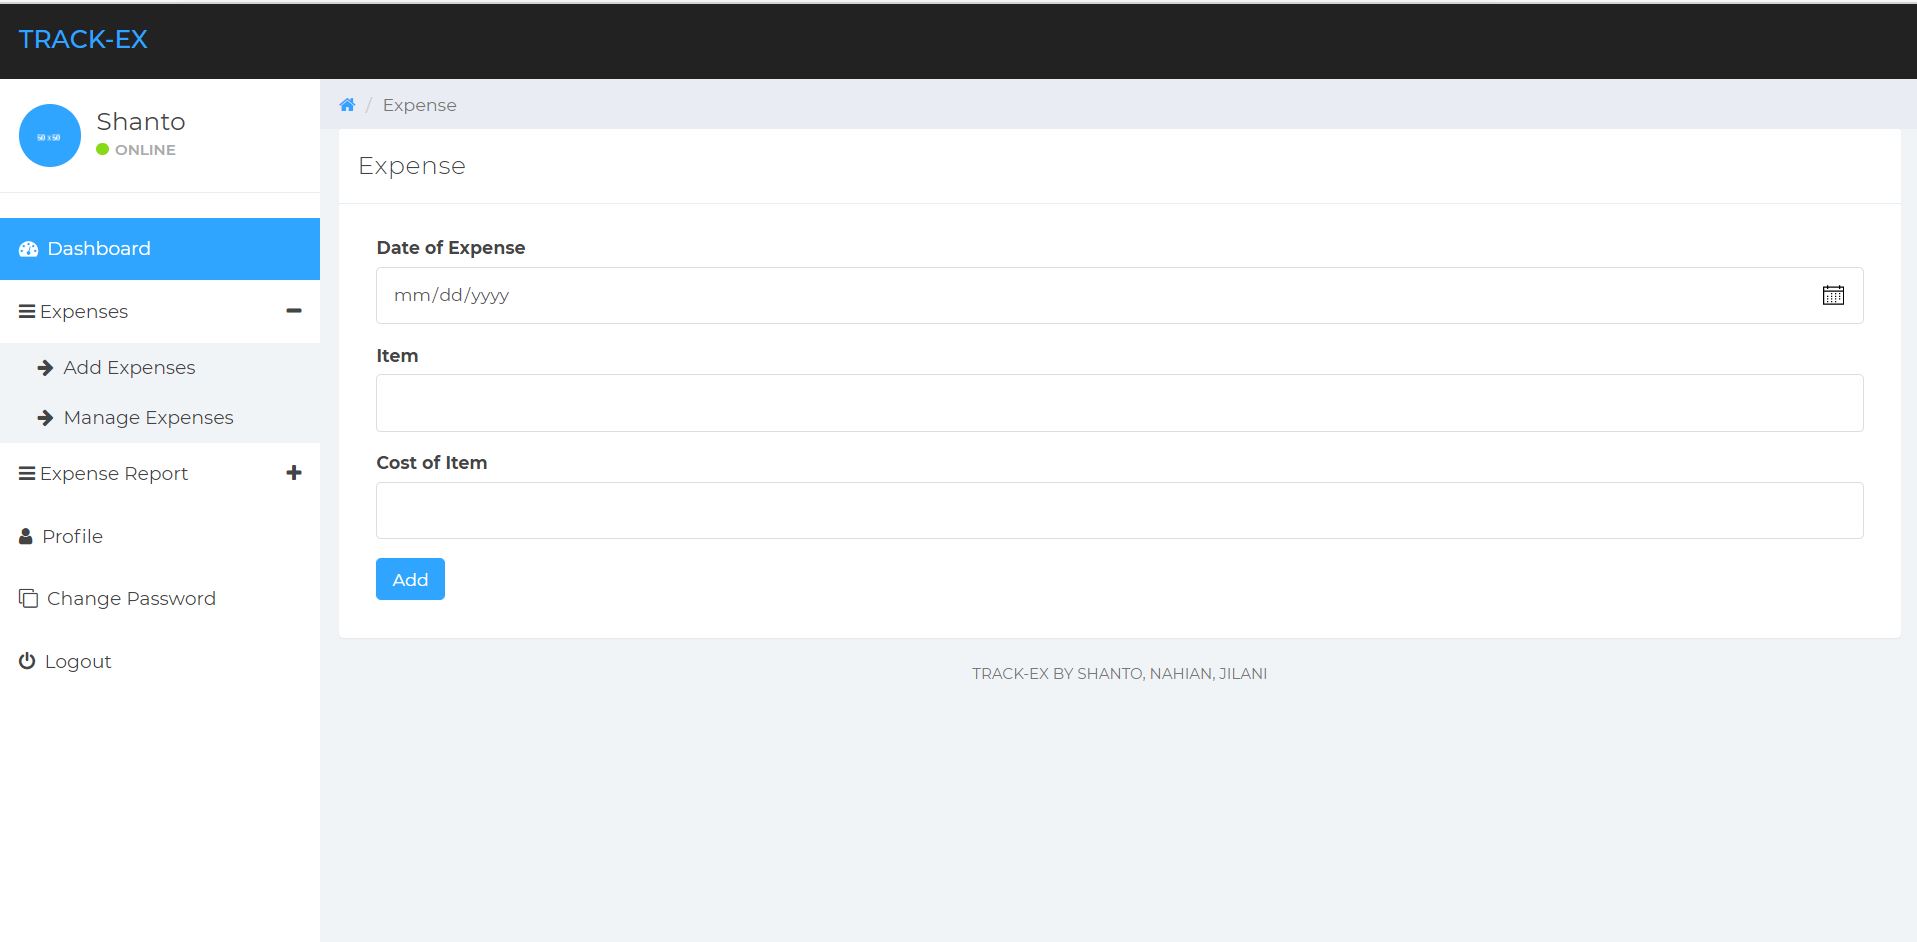 TRACK-EX
50 x 50
Shanto
ONLINE
Dashboard
Expenses
Add Expenses
Manage Expenses
Expense Report
Profile
Change Password
Logout
/ Expense
Expense
Date of Expense
mm/dd/yyyy
Item
Cost of Item
Add
TRACK-EX BY SHANTO, NAHIAN, JILANI